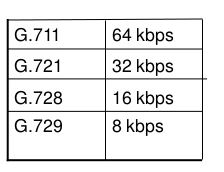 G.711 64 kbps
G.721 32 kbps
G.728 16 kbps
G.729 8 kbps